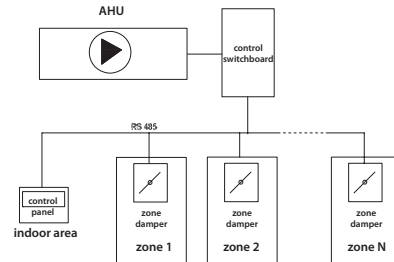 AHU
control
switchboard
RS 485
control
panel
indoor area
zone
damper
zone 1
zone
damper
zone 2
zone
damper
zone N